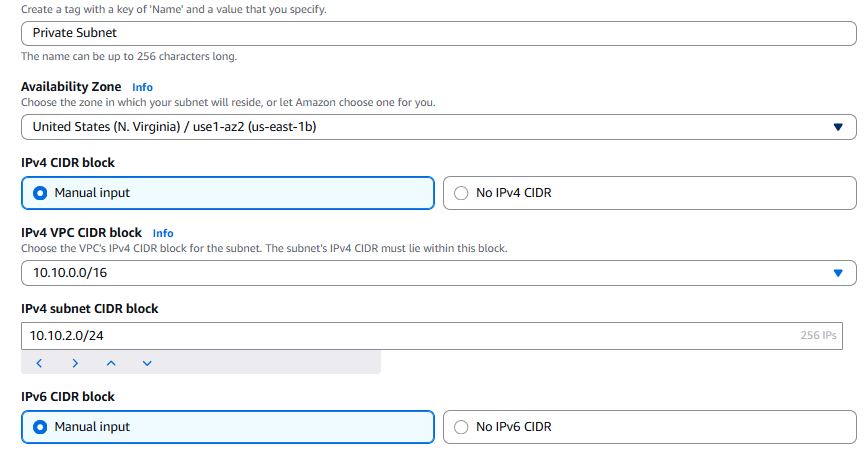 Create a tag with a key of 'Name' and a value that you specify.
Private Subnet
The name can be up to 256 characters long.
Availability Zone Info
Choose the zone in which your subnet will reside, or let Amazon choose one for you.
United States (N. Virginia) / use1-az2 (us-east-1b)
IPv4 CIDR block
Manual input No IPv4 CIDR
IPv4 VPC CIDR block Info
Choose the VPC's IPv4 CIDR block for the subnet. The subnet's IPv4 CIDR must lie within this block.
10.10.0.0/16
IPv4 subnet CIDR block
10.10.2.0/24 256 IPs
IPv6 CIDR block
Manual input No IPv6 CIDR